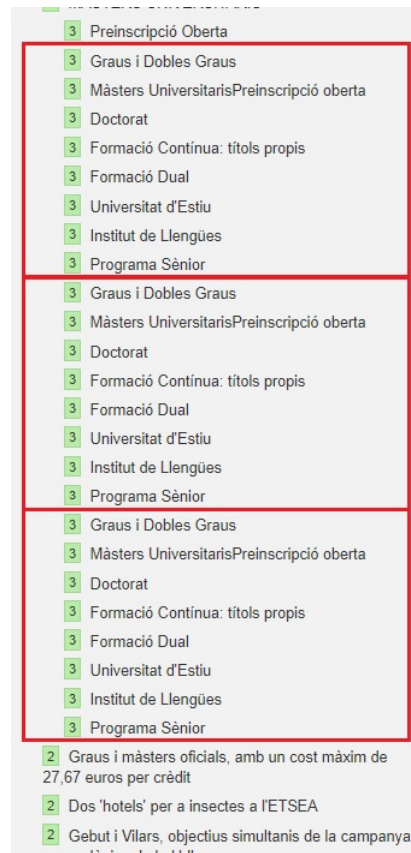 3 Preinscripció Oberta
3 Graus i Dobles Graus
3 Màsters UniversitarisPreinscripció oberta
3 Doctorat
3 Formació Contínua: títols propis
3 Formació Dual
3 Universitat d'Estiu
3 Institut de Llengües
3 Programa Sènior
3 Graus i Dobles Graus
3 Màsters UniversitarisPreinscripció oberta
3 Doctorat
3 Formació Contínua: títols propis
3 Formació Dual
3 Universitat d'Estiu
3 Institut de Llengües
3 Programa Sènior
3 Graus i Dobles Graus
3 Màsters UniversitarisPreinscripció oberta
3 Doctorat
3 Formació Contínua: títols propis
3 Formació Dual
3 Universitat d'Estiu
3 Institut de Llengües
3 Programa Sènior
2 Graus i màsters oficials, amb un cost màxim de
27,67 euros per crèdit
2 Dos 'hotels' per a insectes a l'ETSEA
2 Gebut i Vilars, objectius simultanis de la campanya